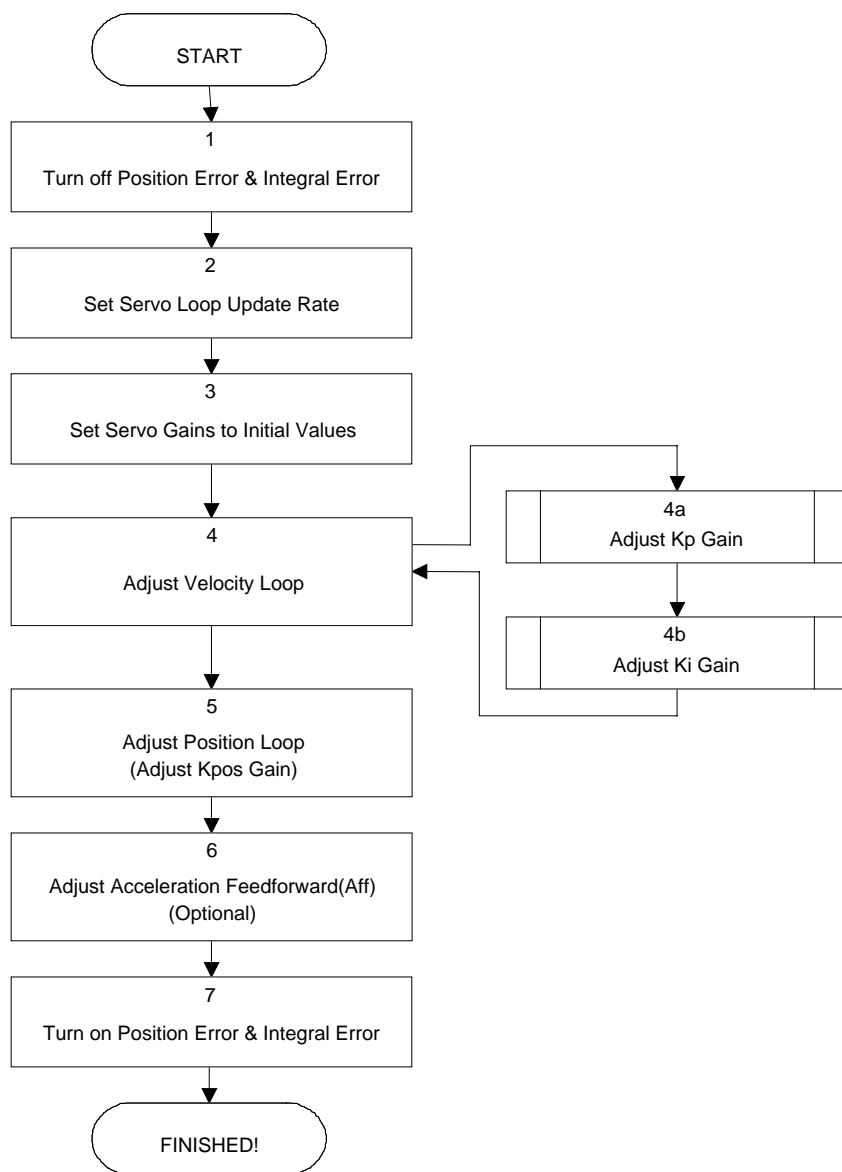 START
1
Turn off Position Error & Integral Error
2
Set Servo Loop Update Rate
3
Set Servo Gains to Initial Values
4
Adjust Velocity Loop
4a
Adjust Kp Gain
4b
Adjust Ki Gain
5
Adjust Position Loop
(Adjust Kpos Gain)
6
Adjust Acceleration Feedforward(Aff)
(Optional)
7
Turn on Position Error & Integral Error
FINISHED!